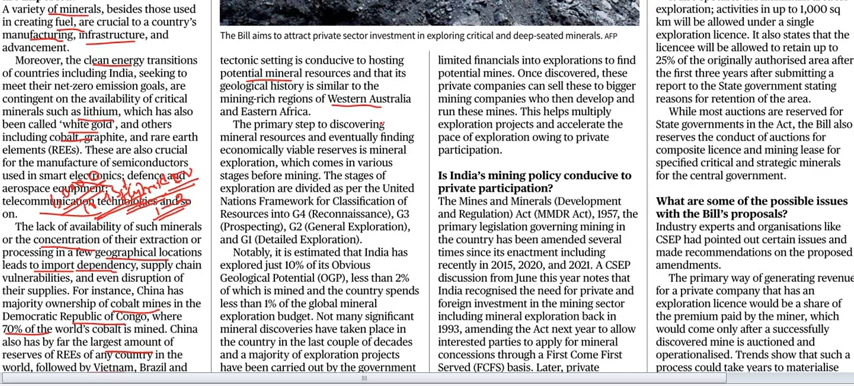 A variety of minerals, besides those used
in creating fuel, are crucial to a country's
manufacturing, infrastructure, and
advancement.
Moreover, the clean energy transitions
of countries including India, seeking to
meet their net-zero emission goals, are
contingent on the availability of critical
minerals such as lithium, which has also
been called 'white gold', and others
including cobalt, graphite, and rare earth
elements (REEs). These are also crucial
for the manufacture of semiconductors
used in smart electronics; defence and
aerospace equipment;
telecommunication technologies and so
on.
The lack of availability of such minerals
or the concentration of their extraction or
processing in a few geographical locations
leads to import dependency, supply chain
vulnerabilities, and even disruption of
their supplies. For instance, China has
majority ownership of cobalt mines in the
Democratic Republic of Congo, where
70% of the world's cobalt is mined. China
also has by far the largest amount of
reserves of REEs of any country in the
world, followed by Vietnam, Brazil and
The Bill aims to attract private sector investment in exploring critical and deep-seated minerals. AFP
tectonic setting is conducive to hosting
potential mineral resources and that its
geological history is similar to the
mining-rich regions of Western Australia
and Eastern Africa.
The primary step to discovering
mineral resources and eventually finding
economically viable reserves is mineral
exploration, which comes in various
stages before mining. The stages of
exploration are divided as per the United
Nations Framework for Classification of
Resources into G4 (Reconnaissance), G3
(Prospecting), G2 (General Exploration),
and G1 (Detailed Exploration).
Notably, it is estimated that India has
explored just 10% of its Obvious
Geological Potential (OGP), less than 2%
of which is mined and the country spends
less than 1% of the global mineral
exploration budget. Not many significant
mineral discoveries have taken place in
the country in the last couple of decades
and a majority of exploration projects
have been carried out by the government
limited financials into explorations to find
potential mines. Once discovered, these
private companies can sell these to bigger
mining companies who then develop and
run these mines. This helps multiply
exploration projects and accelerate the
pace of exploration owing to private
participation.
Is India's mining policy conducive to
private participation?
The Mines and Minerals (Development
and Regulation) Act (MMDR Act), 1957, the
primary legislation governing mining in
the country has been amended several
times since its enactment including
recently in 2015, 2020, and 2021. A CSEP
discussion from June this year notes that
India recognised the need for private and
foreign investment in the mining sector
including mineral exploration back in
1993, amending the Act next year to allow
interested parties to apply for mineral
concessions through a First Come First
Served (FCFS) basis. Later, private
exploration; activities in up to 1,000 sq
km will be allowed under a single
exploration licence. It also states that the
licencee will be allowed to retain up to
25% of the originally authorised area after
the first three years after submitting a
report to the State government stating
reasons for retention of the area.
While most auctions are reserved for
State governments in the Act, the Bill also
reserves the conduct of auctions for
composite licence and mining lease for
specified critical and strategic minerals
for the central government.
What are some of the possible issues
with the Bill's proposals?
Industry experts and organisations like
CSEP had pointed out certain issues and
made recommendations on the proposed
amendments.
The primary way of generating revenue
for a private company that has an
exploration licence would be a share of
the premium paid by the miner, which
would come only after a successfully
discovered mine is auctioned and
operationalised. Trends show that such a
process could take years to materialise